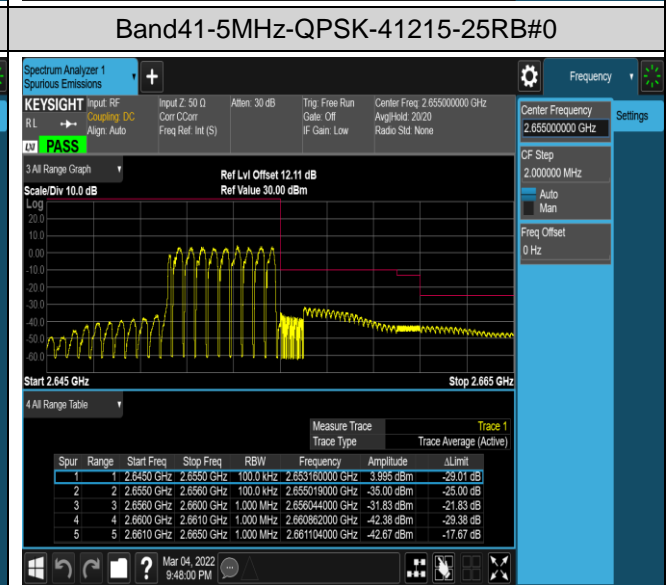 Band41-5MHz-QPSK-41215-25RB#0
Spectrum Analyzer 1
Spurious Emissions
+
Frequency
KEYSIGHT Input: RF Input Z: 50 Ω Atten: 30 dB Trig: Free Run Center Freq: 2.655000000 GHz
RL Coupling: DC Corr CCorr Gate: Off Avg|Hold: 20/20
Align: Auto Freq Ref: Int (S) IF Gain: Low Radio Std: None
LXI PASS
Center Frequency
2.655000000 GHz
Settings
CF Step
2.000000 MHz
Auto
Man
Freq Offset
0 Hz
3 All Range Graph
Ref Lvl Offset 12.11 dB
Scale/Div 10.0 dB Ref Value 30.00 dBm
Log
20.0
10.0
0.00
-10.0
-20.0
-30.0
-40.0
-50.0
-60.0
Start 2.645 GHz Stop 2.665 GHz
4 All Range Table
Measure Trace Trace 1
Trace Type Trace Average (Active)
Spur Range Start Freq Stop Freq RBW Frequency Amplitude ΔLimit
1 1 2.6450 GHz 2.6550 GHz 100.0 kHz 2.653160000 GHz 3.995 dBm -29.01 dB
2 2 2.6550 GHz 2.6560 GHz 100.0 kHz 2.655019000 GHz -35.00 dBm -25.00 dB
3 3 2.6560 GHz 2.6600 GHz 1.000 MHz 2.656044000 GHz -31.83 dBm -21.83 dB
4 4 2.6600 GHz 2.6610 GHz 1.000 MHz 2.660862000 GHz -42.38 dBm -29.38 dB
5 5 2.6610 GHz 2.6650 GHz 1.000 MHz 2.661104000 GHz -42.67 dBm -17.67 dB
?
Mar 04, 2022
9:48:00 PM